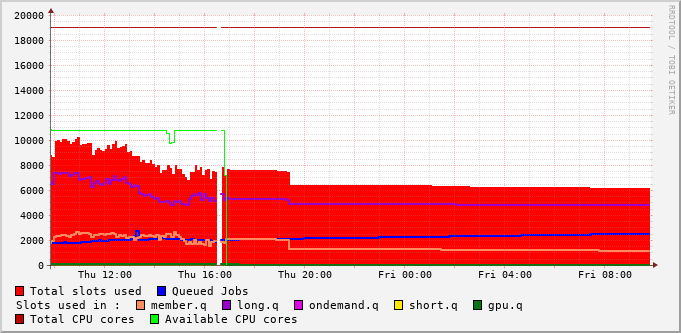 20000
18000
16000
14000
12000
10000
8000
6000
4000
2000
0
Thu 12:00 Thu 16:00 Thu 20:00 Fri 00:00 Fri 04:00 Fri 08:00
Total slots used Queued Jobs
Slots used in : member.q long.q ondemand.q short.q gpu.q
Total CPU cores Available CPU cores
RRDTOOL / TOBI OETIKER